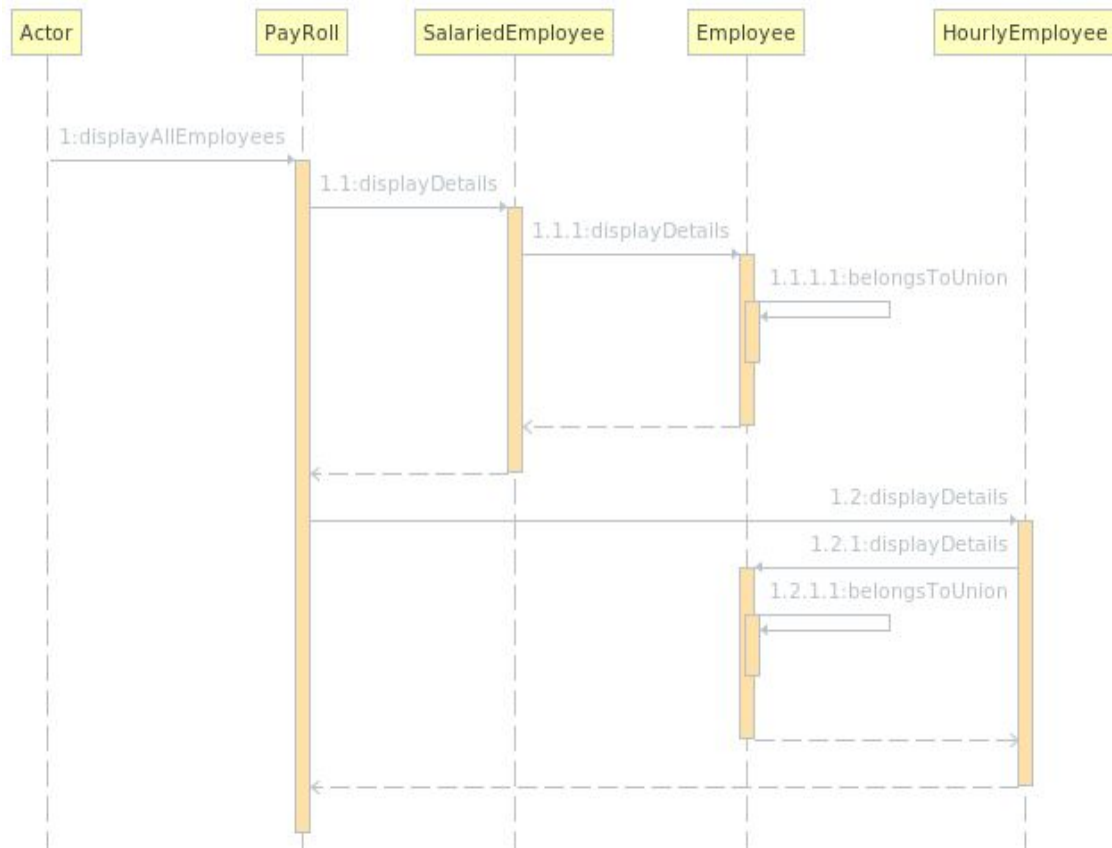 Actor
PayRoll
SalariedEmployee
Employee
HourlyEmployee
1:displayAllEmployees
1.1:displayDetails
1.1.1:displayDetails
1.1.1.1:belongsToUnion
1.2:displayDetails
1.2.1:displayDetails
1.2.1.1:belongsToUnion